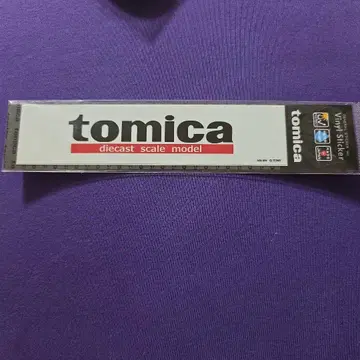 tomica
diecast scale model
Vinyl Sticker
tomica